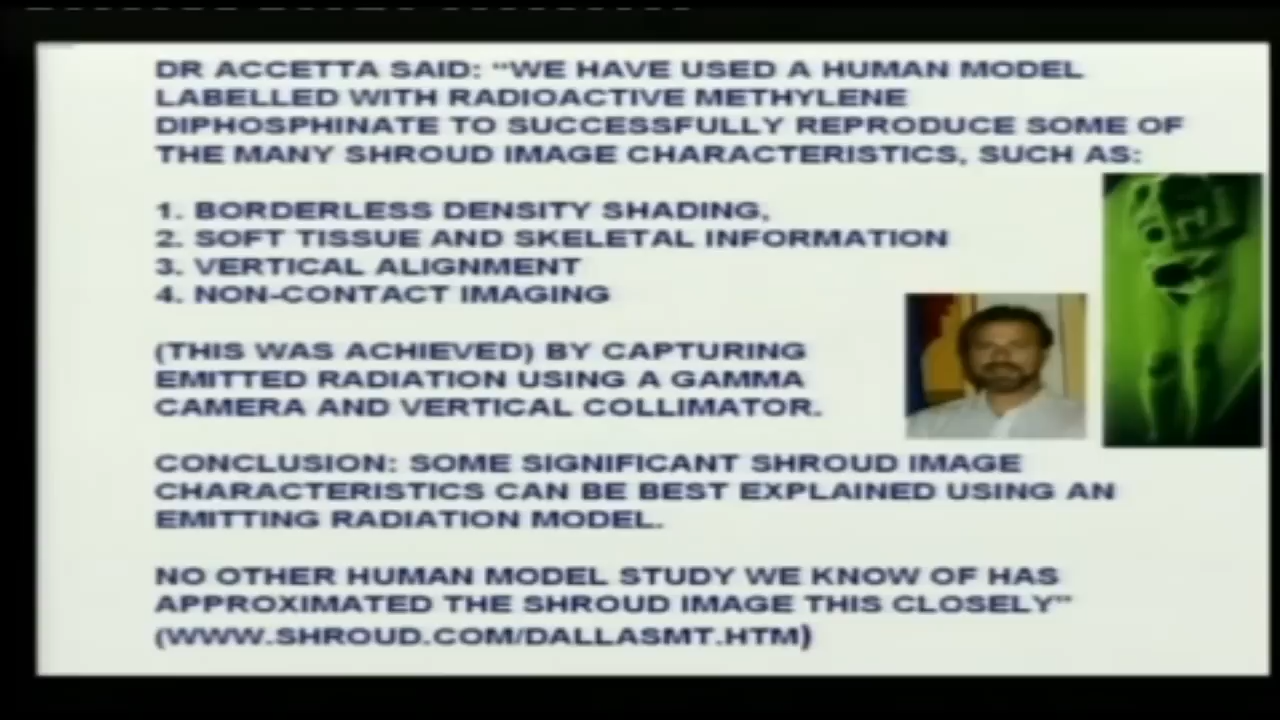 DR ACCETTA SAID: "WE HAVE USED A HUMAN MODEL
LABELLED WITH RADIOACTIVE METHYLENE
DIPHOSPHINATE TO SUCCESSFULLY REPRODUCE SOME OF
THE MANY SHROUD IMAGE CHARACTERISTICS, SUCH AS:
1. BORDERLESS DENSITY SHADING,
2. SOFT TISSUE AND SKELETAL INFORMATION
3. VERTICAL ALIGNMENT
4. NON-CONTACT IMAGING
(THIS WAS ACHIEVED) BY CAPTURING
EMITTED RADIATION USING A GAMMA
CAMERA AND VERTICAL COLLIMATOR.
CONCLUSION: SOME SIGNIFICANT SHROUD IMAGE
CHARACTERISTICS CAN BE BEST EXPLAINED USING AN
EMITTING RADIATION MODEL.
NO OTHER HUMAN MODEL STUDY WE KNOW OF HAS
APPROXIMATED THE SHROUD IMAGE THIS CLOSELY"
(WWW.SHROUD.COM/DALLASMT.HTM)